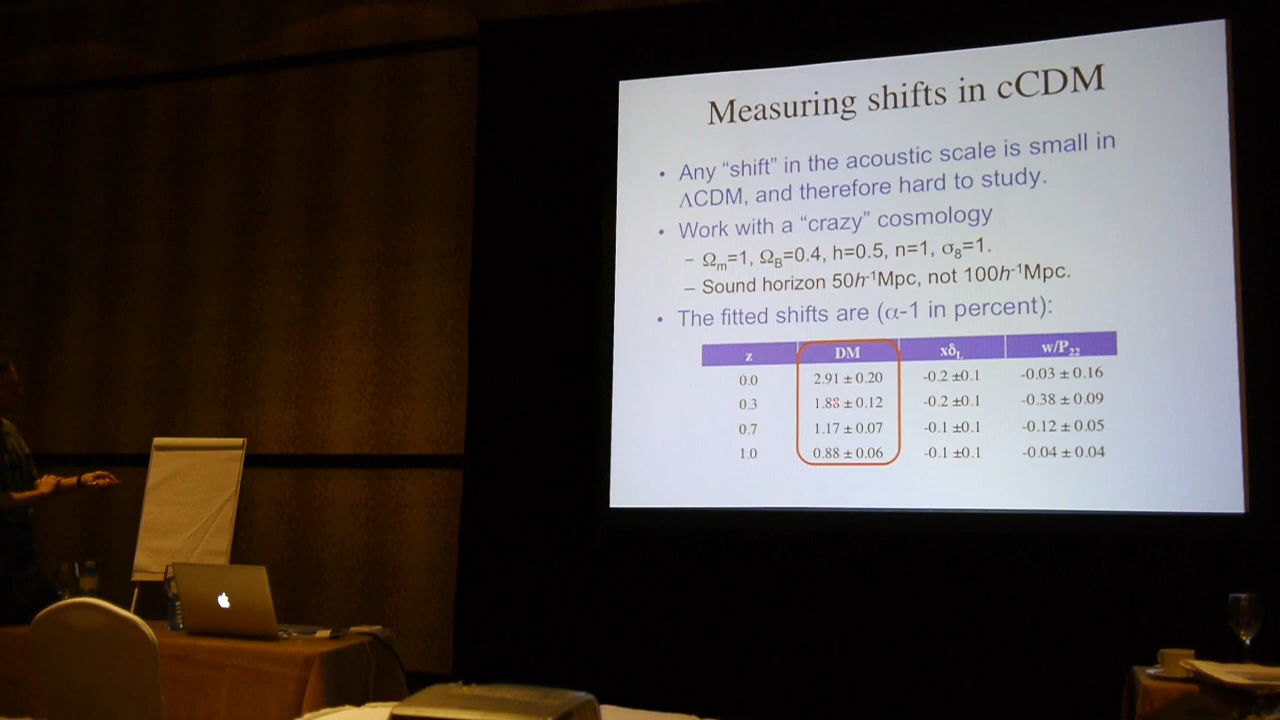 Measuring shifts in cCDM
• Any “shift” in the acoustic scale is small in
ΛCDM, and therefore hard to study.
• Work with a “crazy” cosmology
– Ωm=1, ΩB=0.4, h=0.5, n=1, σ8=1.
– Sound horizon 50h-1Mpc, not 100h-1Mpc.
• The fitted shifts are (α-1 in percent):
z DM xδL w/P22
0.0 2.91 ± 0.20 -0.2 ±0.1 -0.03 ± 0.16
0.3 1.88 ± 0.12 -0.2 ±0.1 -0.38 ± 0.09
0.7 1.17 ± 0.07 -0.1 ±0.1 -0.12 ± 0.05
1.0 0.88 ± 0.06 -0.1 ±0.1 -0.04 ± 0.04